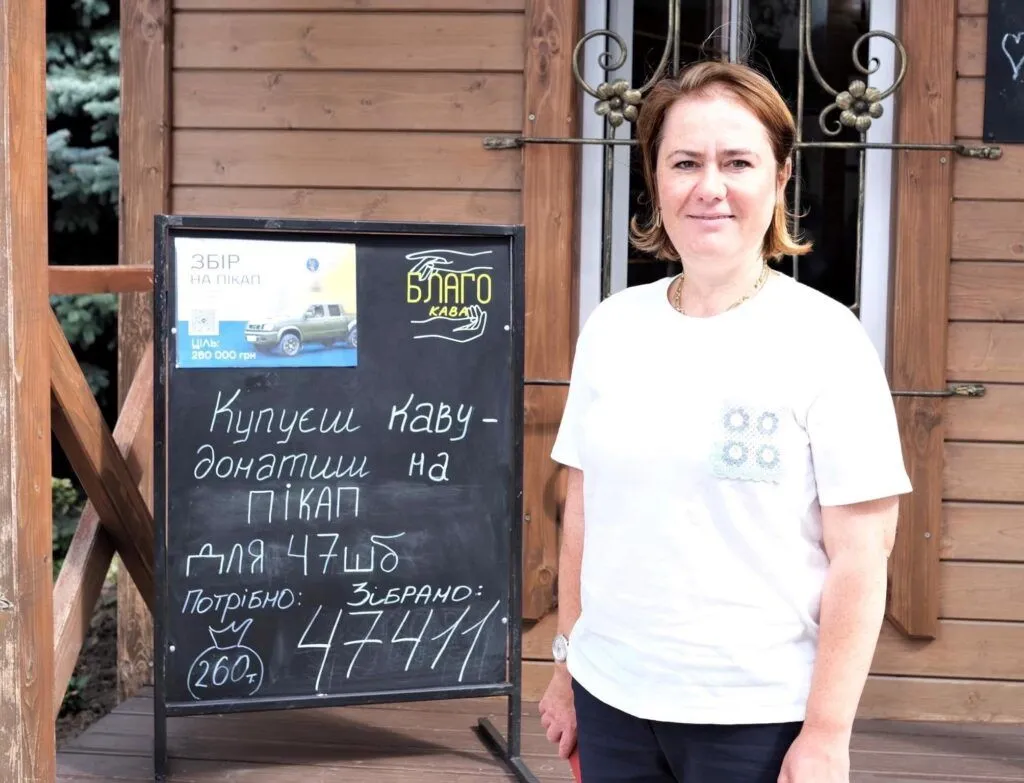 ЗБІР
НА ПІКАП
ЦІЛЬ:
260 000 грн
БЛАГО
КАВА
Купуєш каву -
донатиш на
ПІКАП
для 47шб
Потрібно:
Зібрано:
260т.
47411